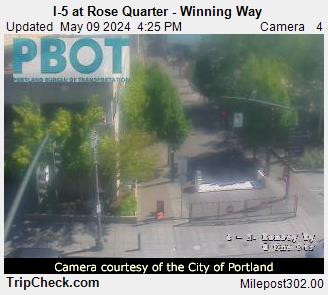 I-5 at Rose Quarter - Winning Way
Updated May 09 2024 4:25 PM Camera 4
PBOT
PORTLAND BUREAU OF TRANSPORTATION
Camera courtesy of the City of Portland
TripCheck.com Milepost302.00